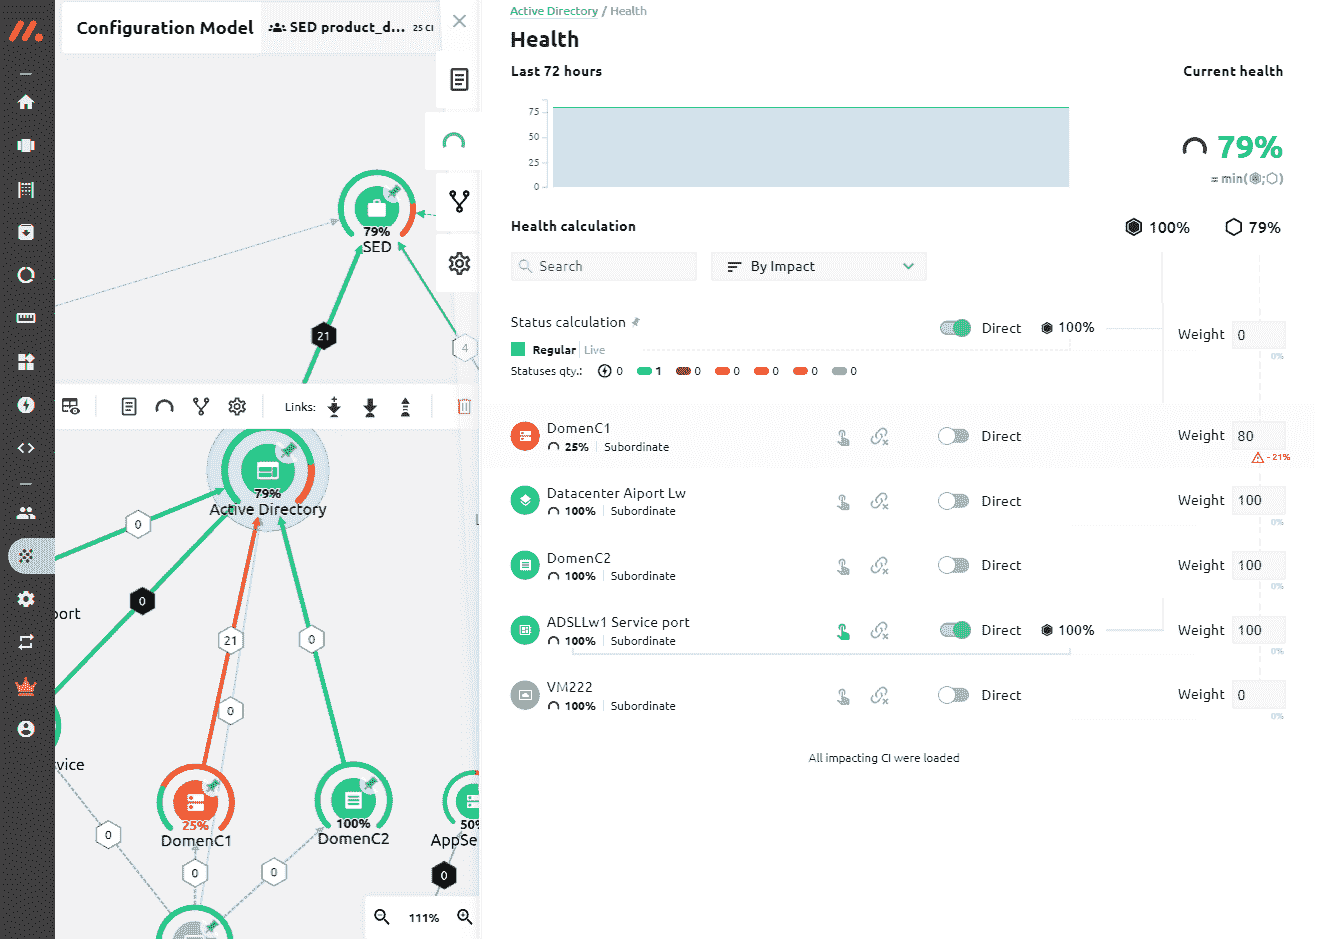 Configuration Model
SED product_d... 25 CI
79%
SED
21
4
Links:
79%
Active Directory
0
0
port
21
0
0
vice
25%
DomenC1
100%
DomenC2
50%
AppSe
0
0
0
0
111%
Active Directory / Health
Health
Last 72 hours
Current health
75
50
25
0
79%
= min(;)
Health calculation
100%
79%
Search
By Impact
Status calculation
Direct
100%
Weight
0
0%
Regular
Live
Statuses qty.:
0
1
0
0
0
0
0
DomenC1
25%
Subordinate
Direct
Weight
80
- 21%
Datacenter Aiport Lw
100%
Subordinate
Direct
Weight
100
0%
DomenC2
100%
Subordinate
Direct
Weight
100
0%
ADSLLw1 Service port
100%
Subordinate
Direct
100%
Weight
100
0%
VM222
100%
Subordinate
Direct
Weight
0
0%
All impacting CI were loaded